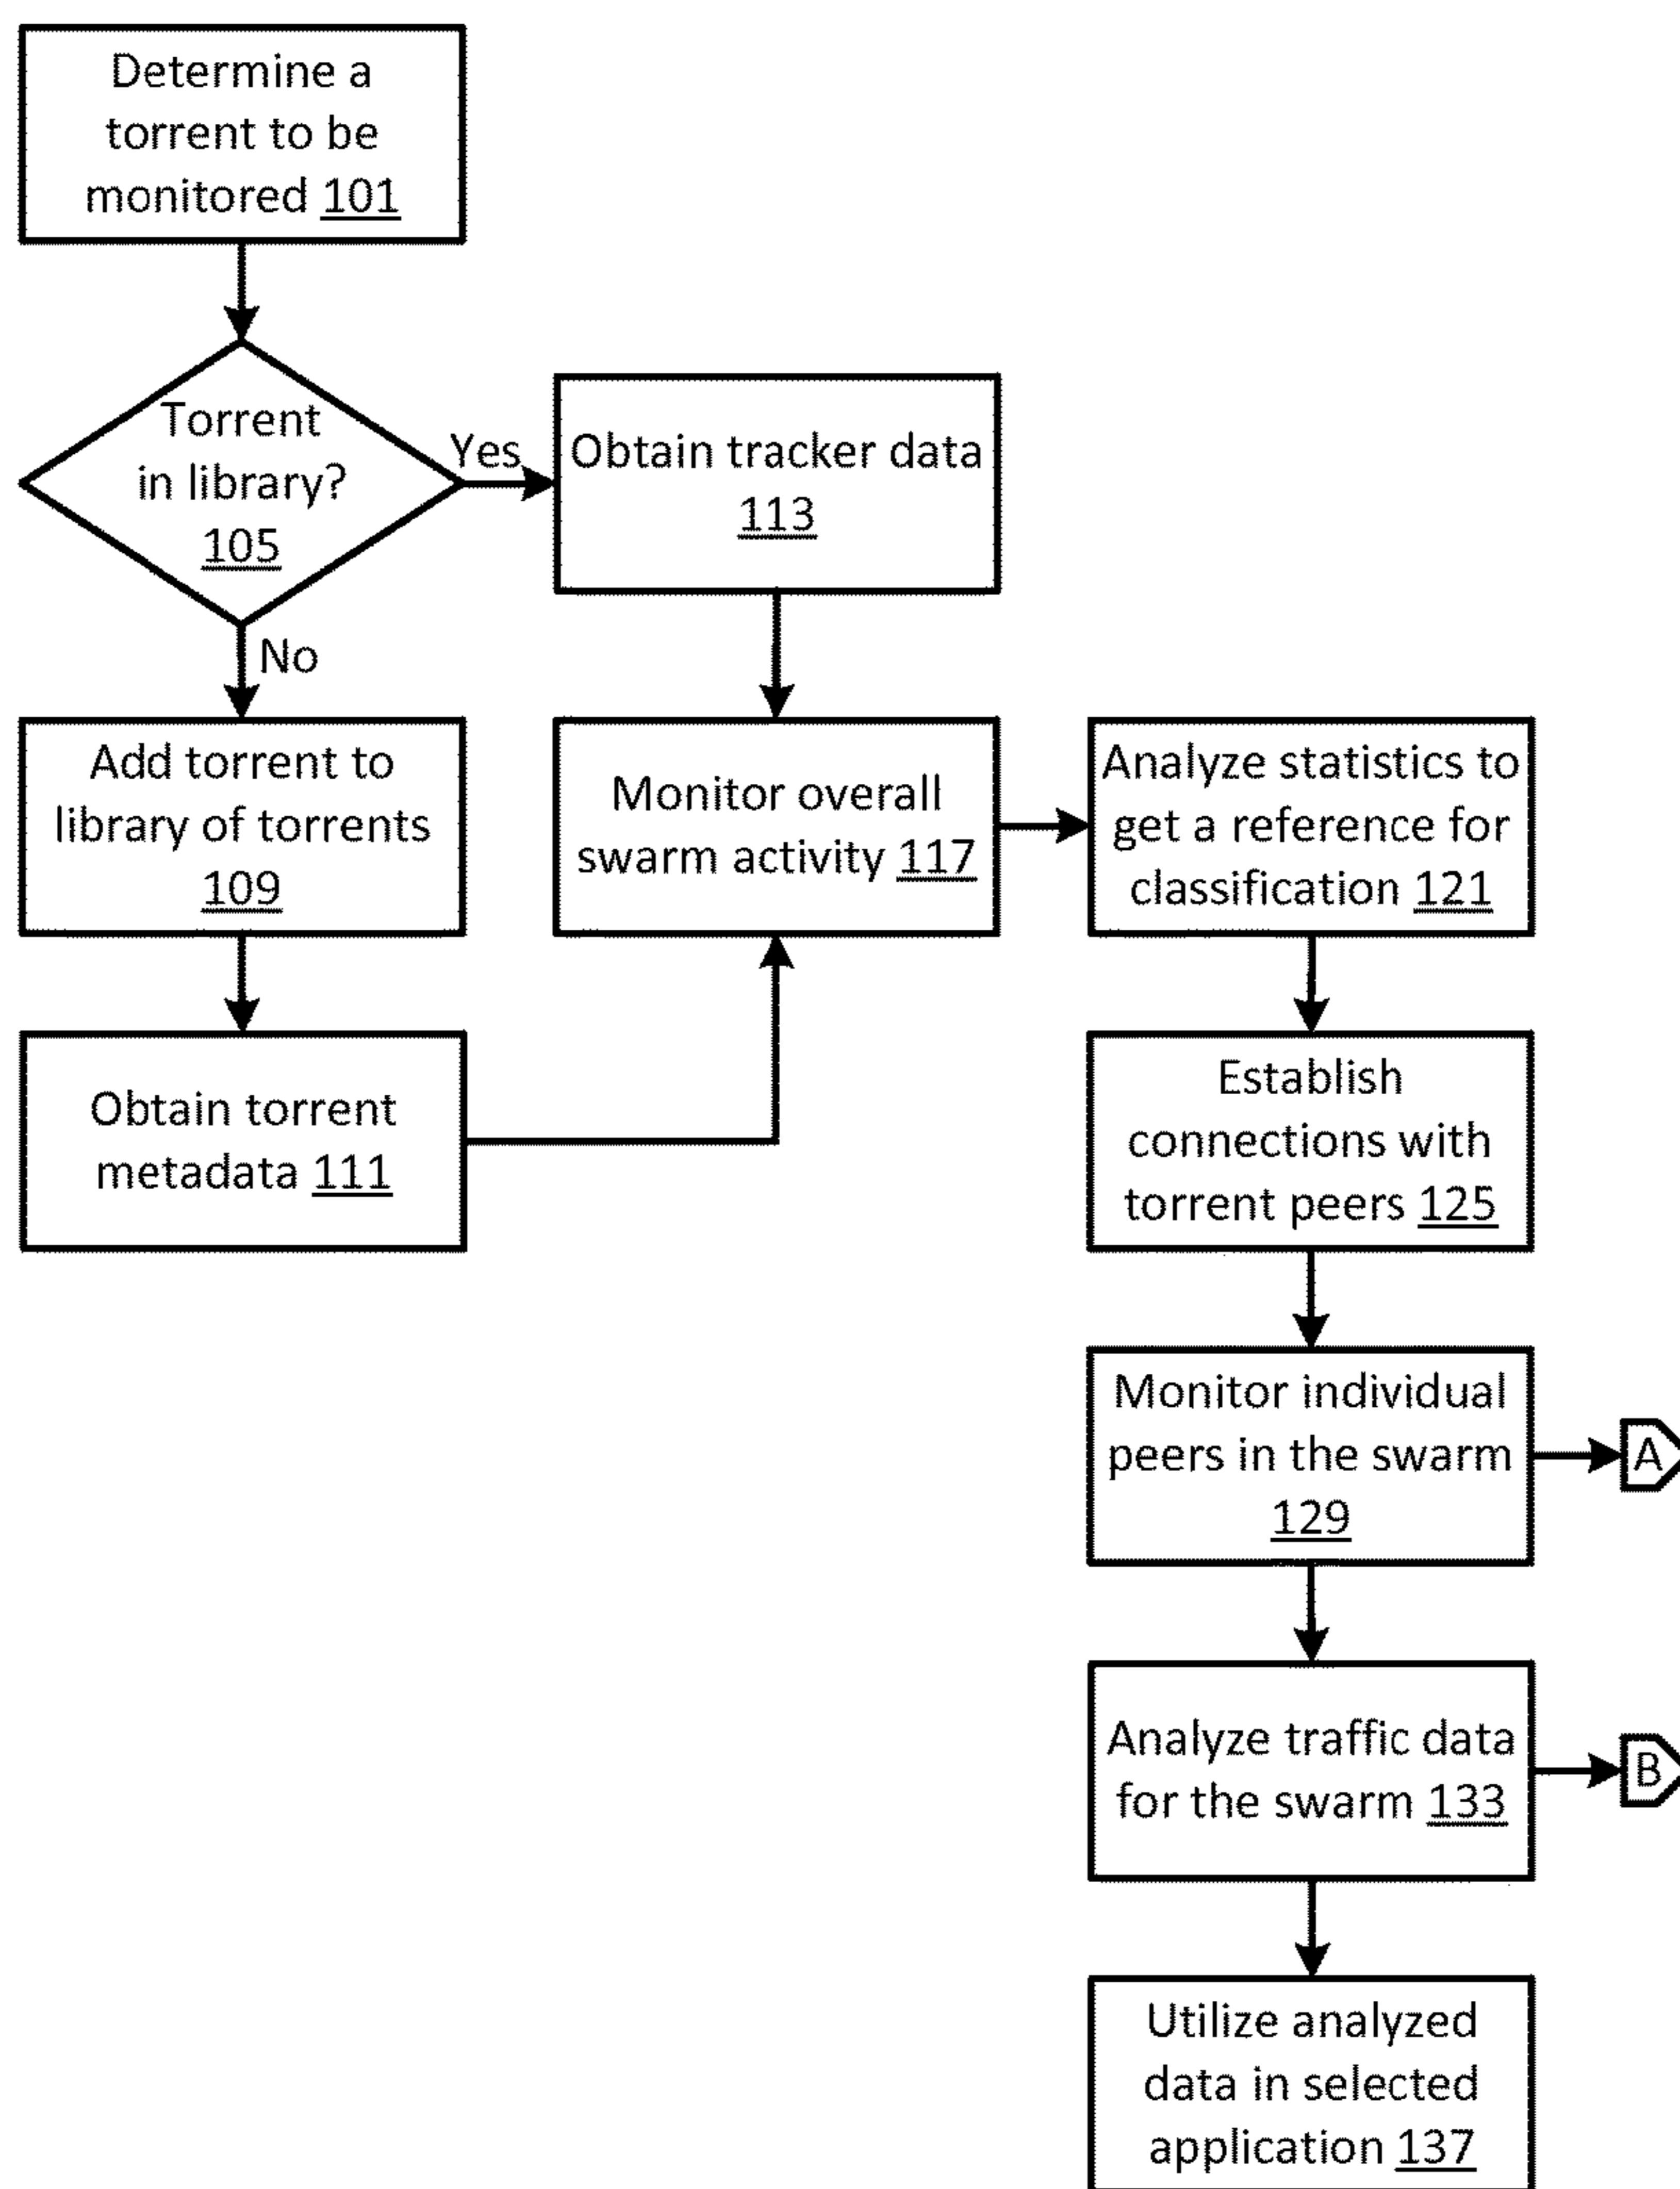 Determine a
torrent to be
monitored 101
Torrent
in library?
105
Yes
No
Obtain tracker data
113
Add torrent to
library of torrents
109
Obtain torrent
metadata 111
Monitor overall
swarm activity 117
Analyze statistics to
get a reference for
classification 121
Establish
connections with
torrent peers 125
Monitor individual
peers in the swarm
129
A
Analyze traffic data
for the swarm 133
B
Utilize analyzed
data in selected
application 137